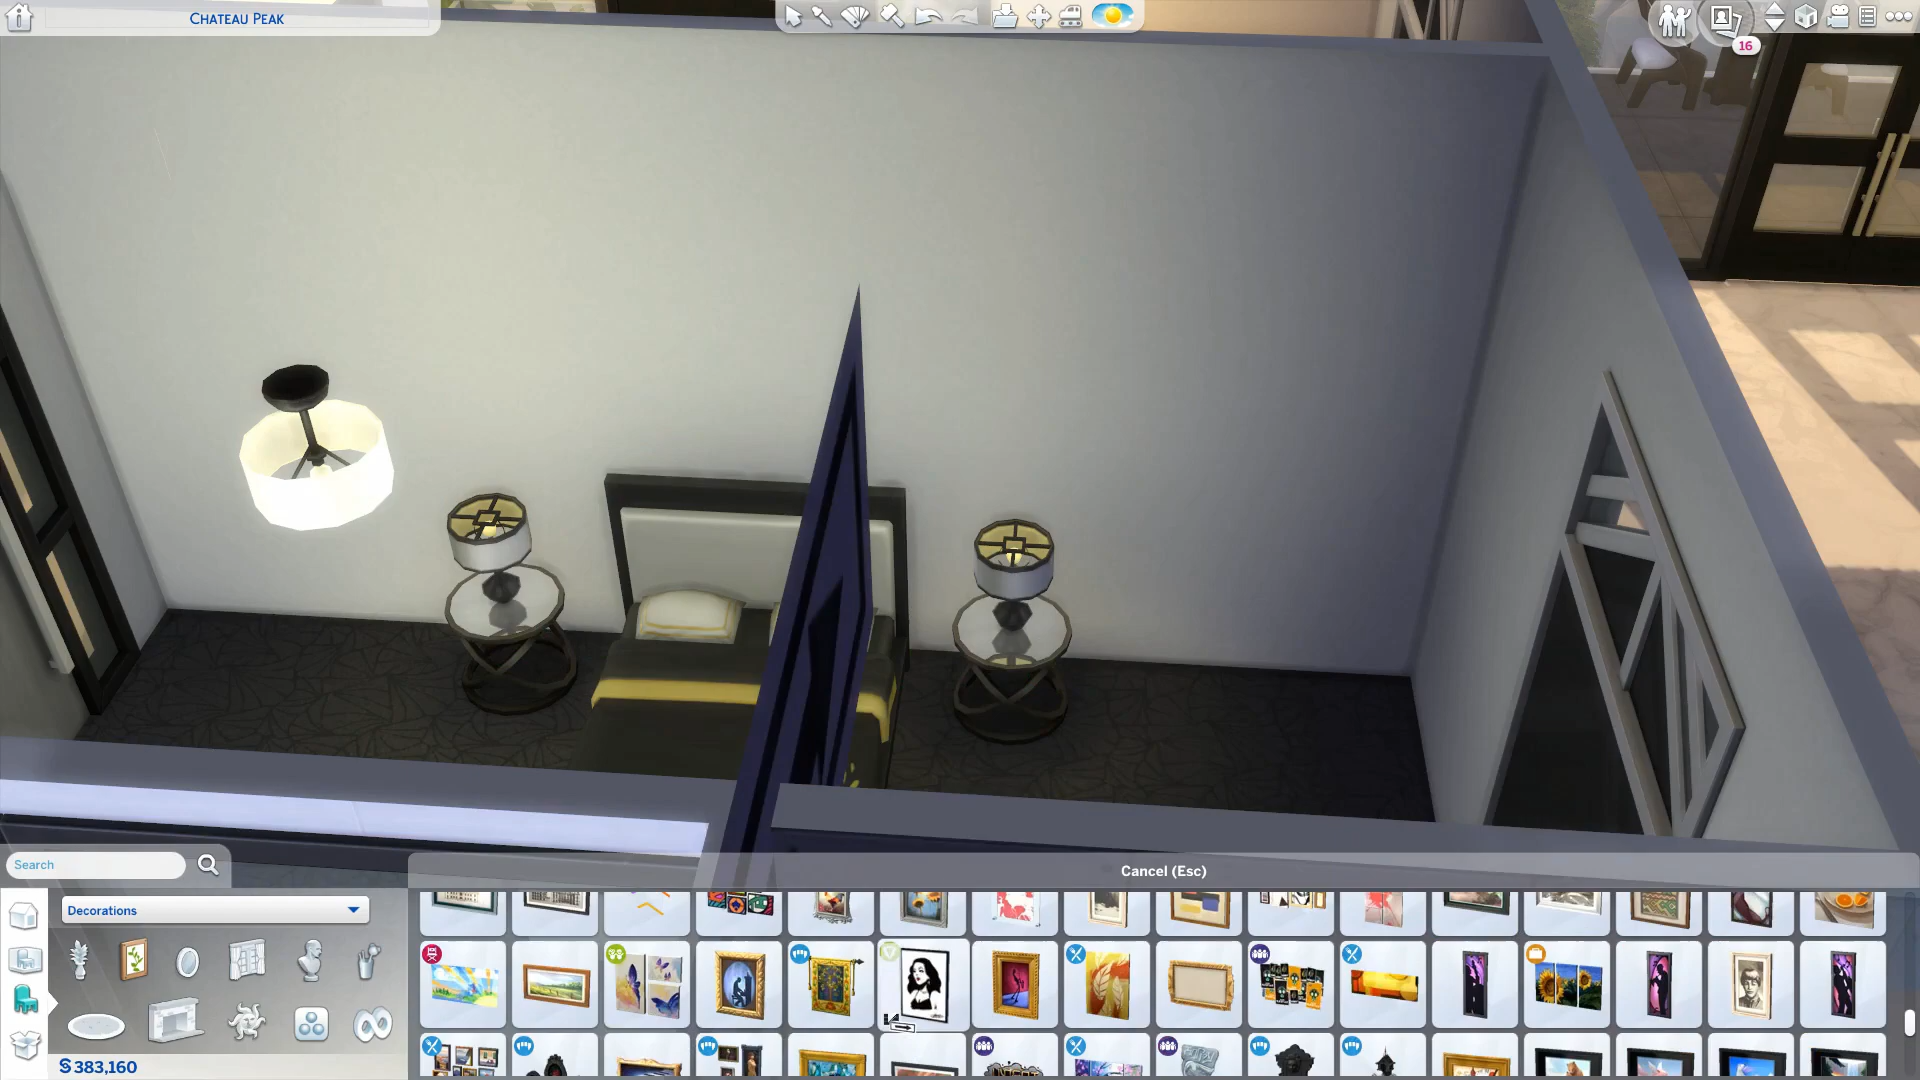 CHATEAU PEAK
16
Search
Cancel (Esc)
Decorations
§383,160